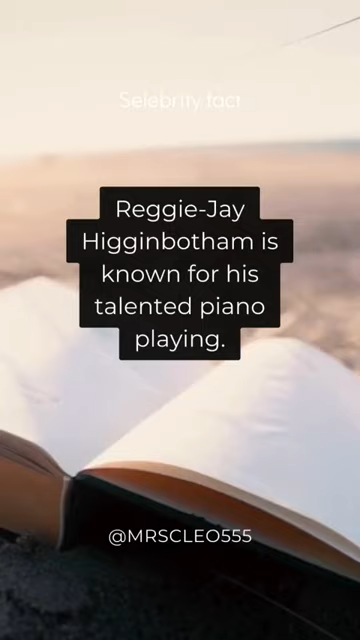 Selebrity fact
Reggie-Jay
Higginbotham is
known for his
talented piano
playing.
@MRSCLEO555